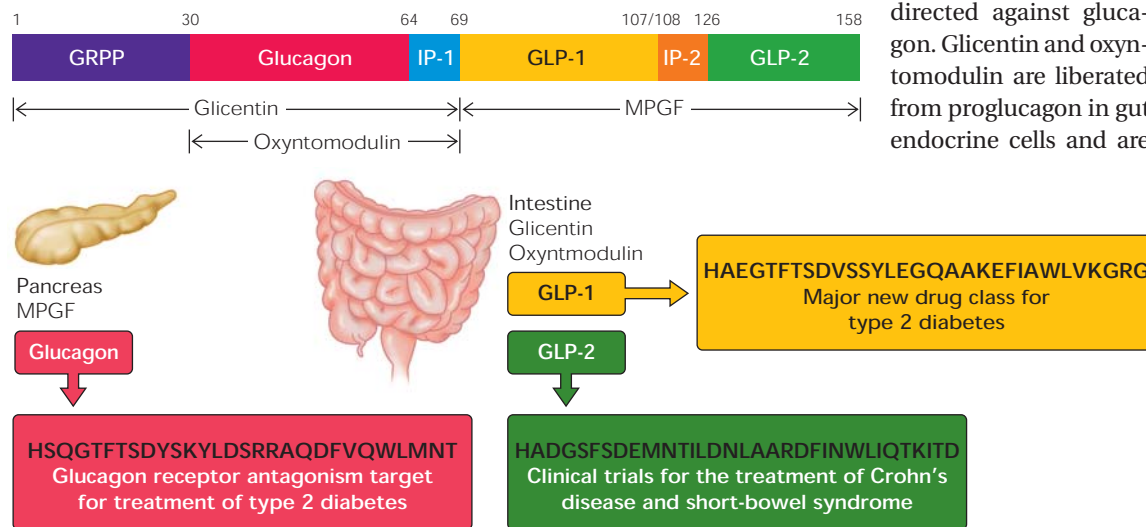 1 30 64 69 107/108 126 158
GRPP Glucagon IP-1 GLP-1 IP-2 GLP-2
Glicentin MPGF
Oxyntomodulin
directed against gluca-
gon. Glicentin and oxyn-
tomodulin are liberated
from proglucagon in gut
endocrine cells and are
Pancreas
MPGF
Glucagon
HSQGTFTSDYSKYLDSRRAQDFVQWLMNT
Glucagon receptor antagonism target
for treatment of type 2 diabetes
Intestine
Glicentin
Oxyntmodulin
GLP-1
HAEGTFTSDVSSYLEGQAAKEFIAWLVKGRG
Major new drug class for
type 2 diabetes
GLP-2
HADGSFSDEMNTILDNLAARDFINWLIQTKITD
Clinical trials for the treatment of Crohn’s
disease and short-bowel syndrome